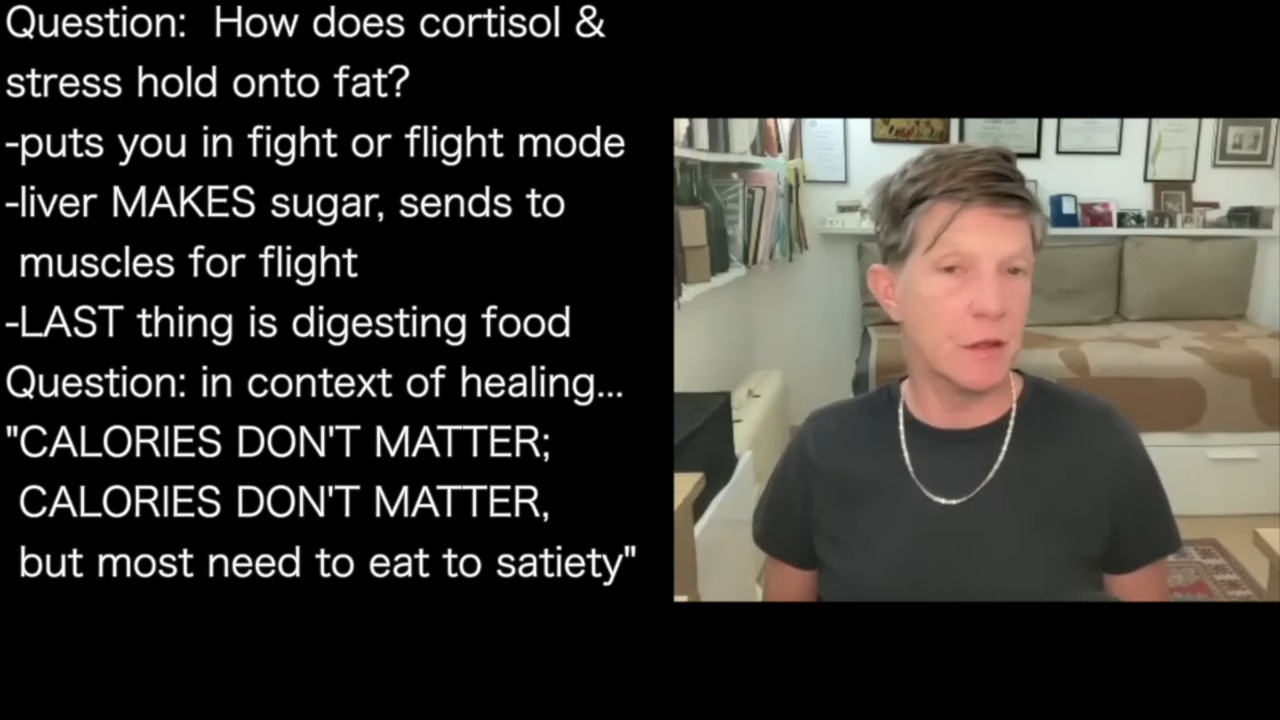 Question: How does cortisol &
stress hold onto fat?
-puts you in fight or flight mode
-liver MAKES sugar, sends to
muscles for flight
-LAST thing is digesting food
Question: in context of healing...
"CALORIES DON'T MATTER;
CALORIES DON'T MATTER,
but most need to eat to satiety"